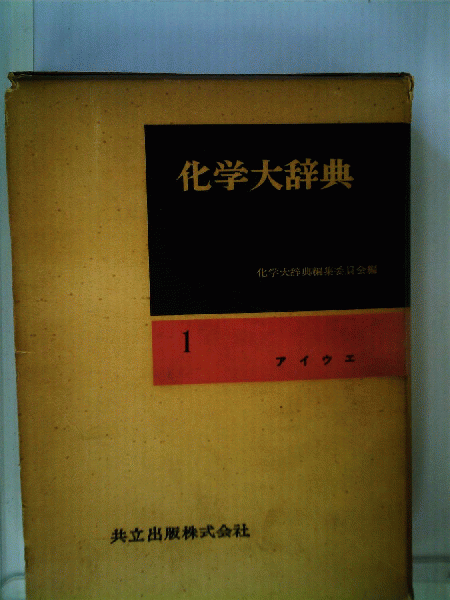 化学大辞典
化学大辞典編集委員会編
1
アイウエ
共立出版株式会社